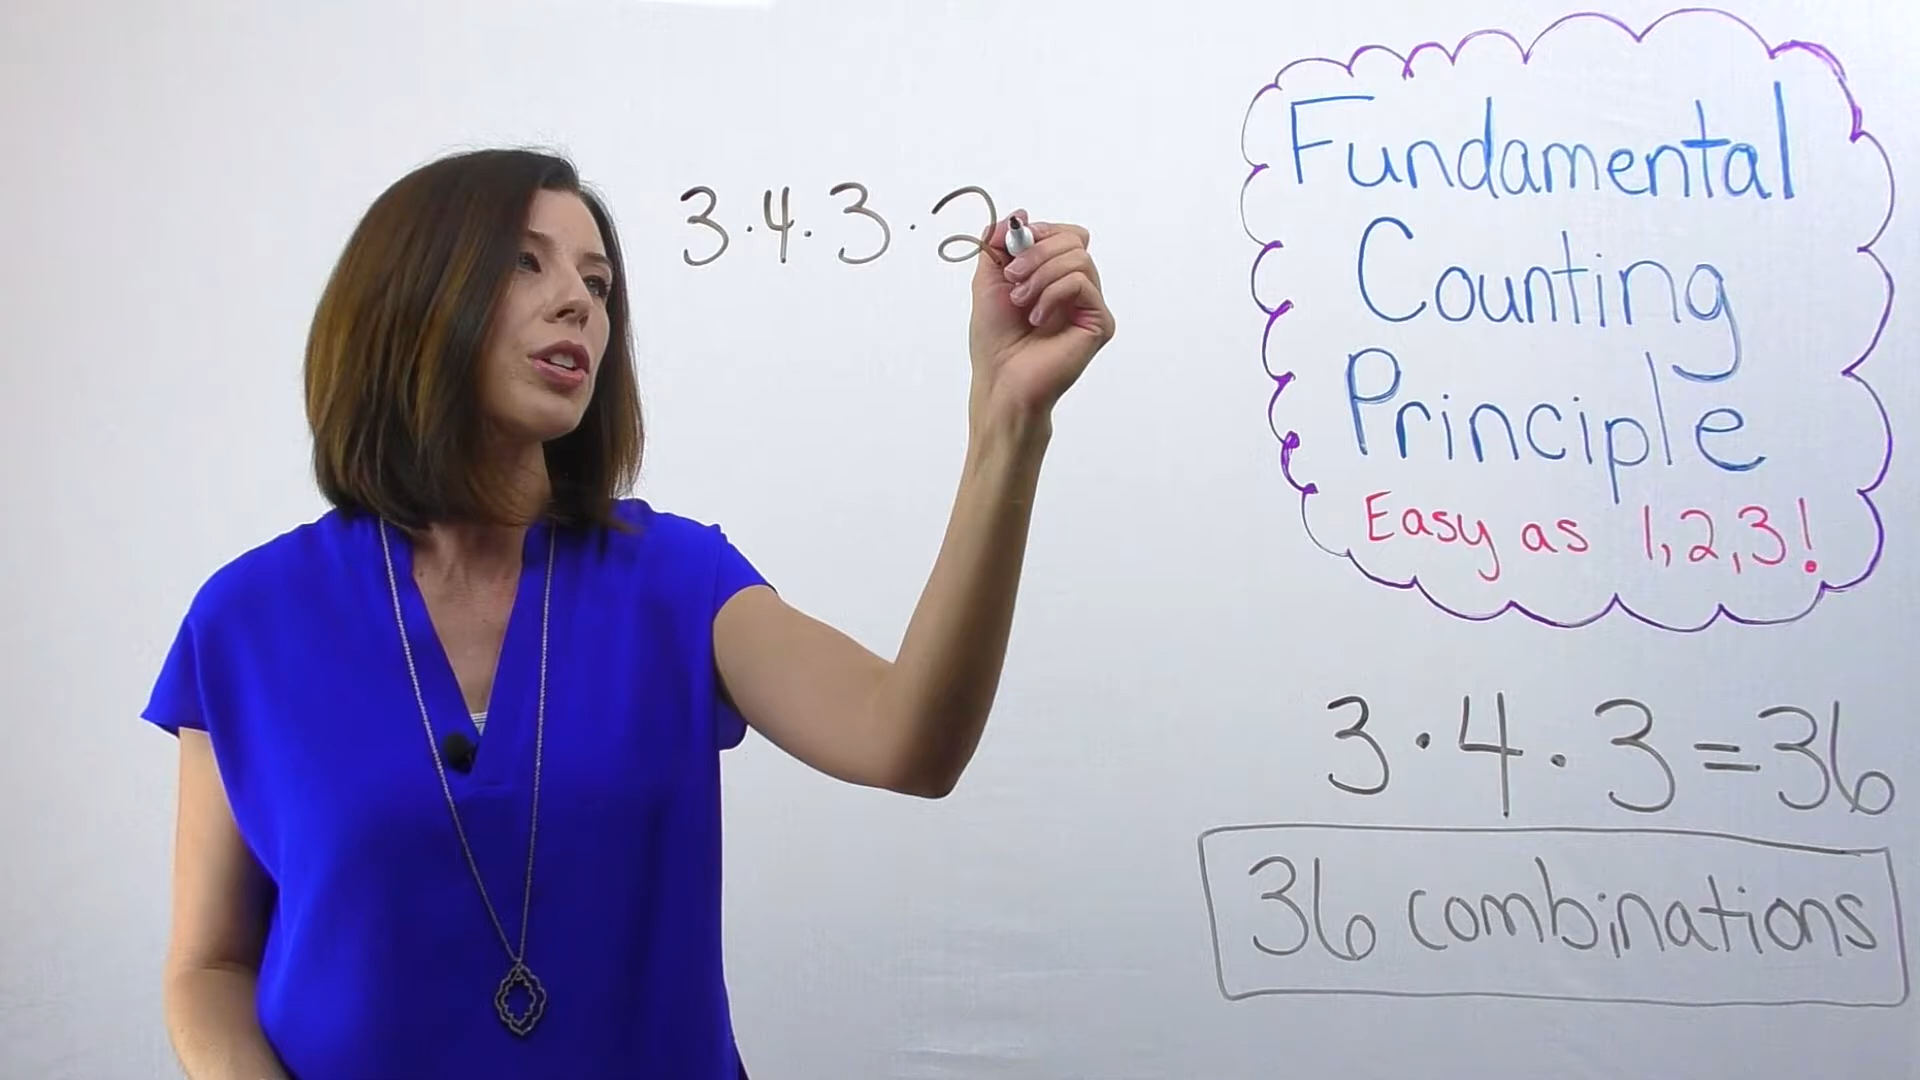 3·4·3·2
Fundamental
Counting
Principle
Easy as 1,2,3!
3·4·3=36
36 combinations